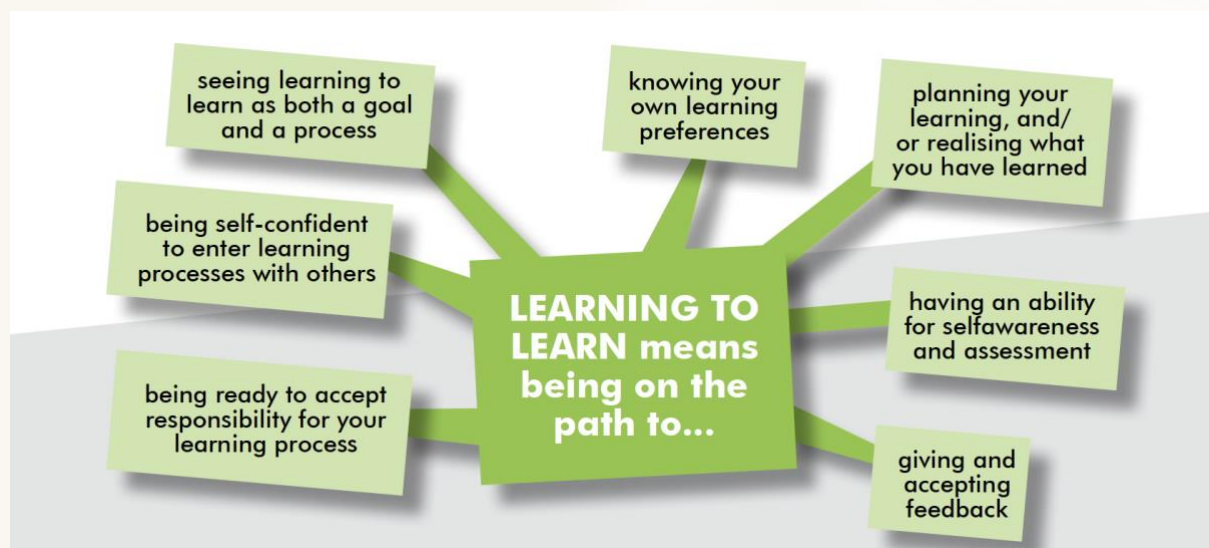 seeing learning to
learn as both a goal
and a process
knowing your
own learning
preferences
planning your
learning, and/
or realising what
you have learned
being self-confident
to enter learning
processes with others
LEARNING TO
LEARN means
being on the
path to...
having an ability
for selfawareness
and assessment
being ready to accept
responsibility for your
learning process
giving and
accepting
feedback